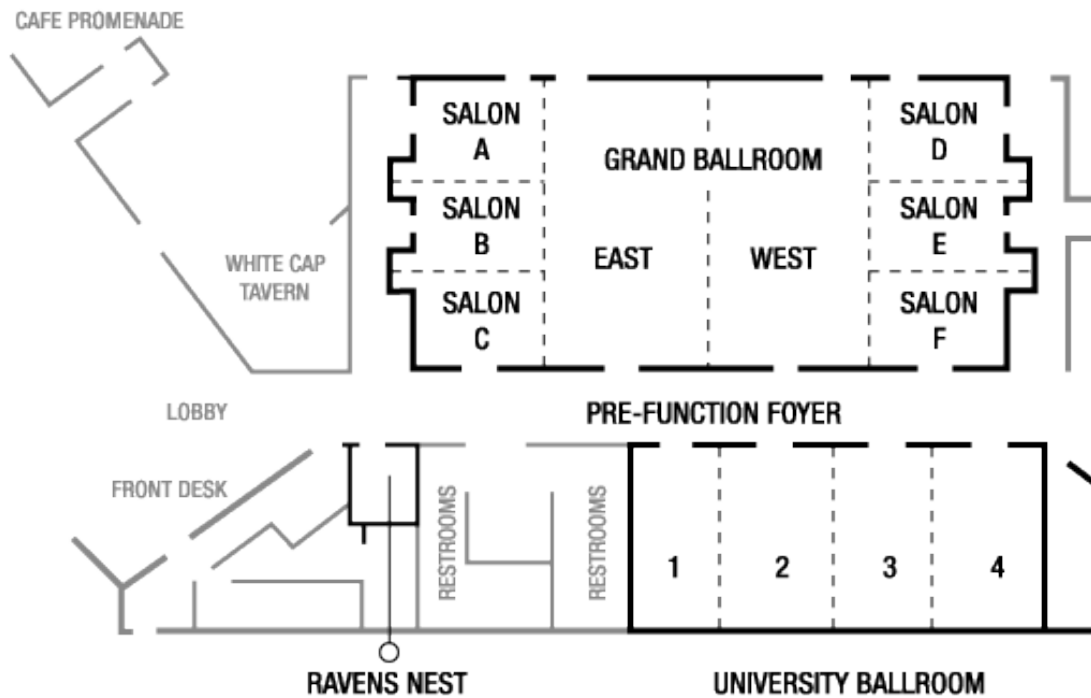 CAFE PROMENADE
SALON
A
GRAND BALLROOM
SALON
D
SALON
B
SALON
E
WHITE CAP
TAVERN
EAST
WEST
SALON
C
SALON
F
LOBBY
PRE-FUNCTION FOYER
FRONT DESK
RESTROOMS
RESTROOMS
1
2
3
4
RAVENS NEST
UNIVERSITY BALLROOM